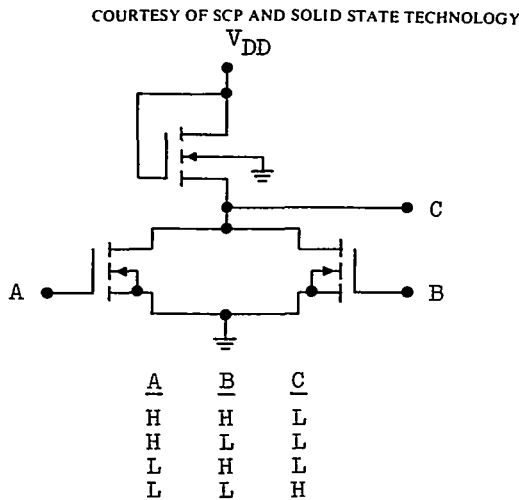 COURTESY OF SCP AND SOLID STATE TECHNOLOGY
VDD
C
A
B
A B C
H H L
H L L
L H L
L L H